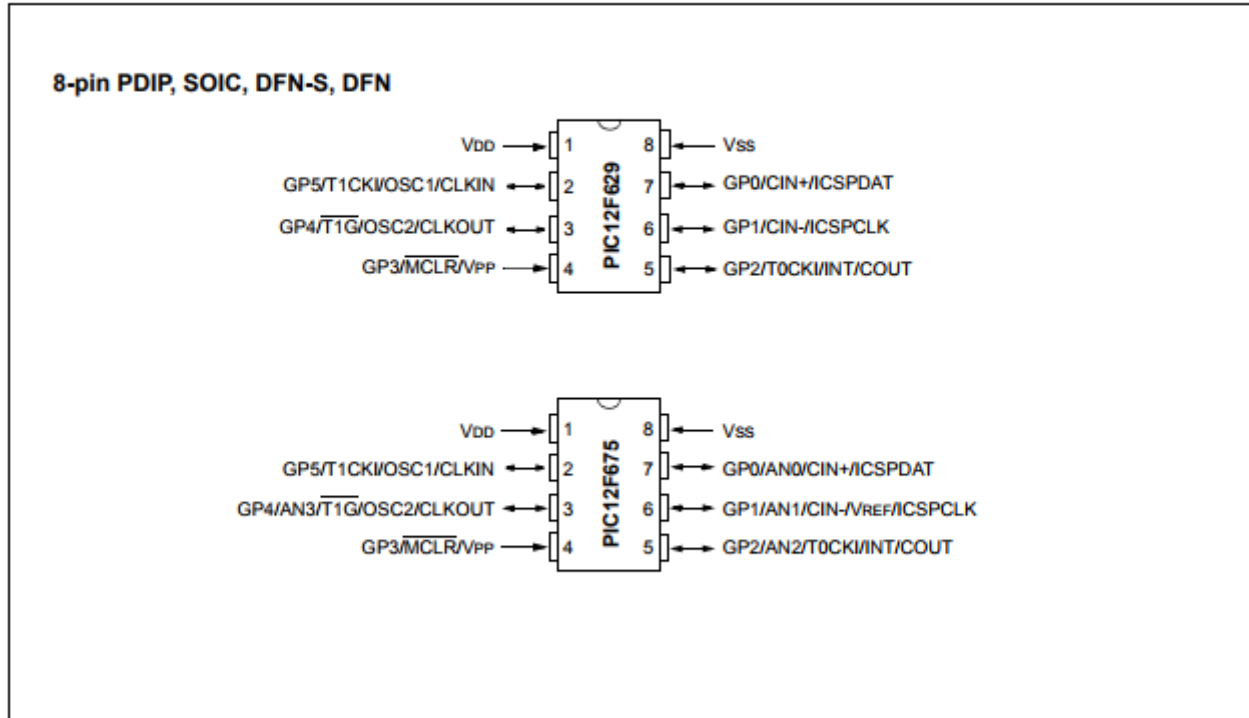 8-pin PDIP, SOIC, DFN-S, DFN
VDD 1 8 VSS
GP5/T1CKI/OSC1/CLKIN 2 7 GP0/CIN+/ICSPDAT
GP4/T1G/OSC2/CLKOUT 3 6 GP1/CIN-/ICSPCLK
GP3/MCLR/VPP 4 5 GP2/T0CKI/INT/COUT
PIC12F629
VDD 1 8 VSS
GP5/T1CKI/OSC1/CLKIN 2 7 GP0/AN0/CIN+/ICSPDAT
GP4/AN3/T1G/OSC2/CLKOUT 3 6 GP1/AN1/CIN-/VREF/ICSPCLK
GP3/MCLR/VPP 4 5 GP2/AN2/T0CKI/INT/COUT
PIC12F675